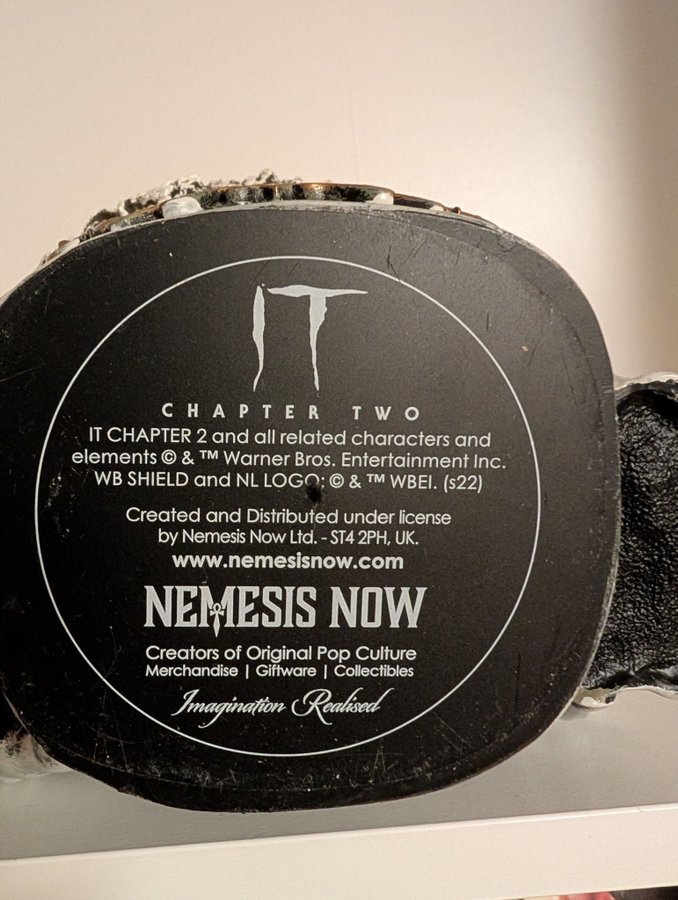 IT
CHAPTER TWO
IT CHAPTER 2 and all related characters and
elements © & ™ Warner Bros. Entertainment Inc.
WB SHIELD and NL LOGO: © & ™ WBEI. (s22)
Created and Distributed under license
by Nemesis Now Ltd. - ST4 2PH, UK.
www.nemesisnow.com
NEMESIS NOW
Creators of Original Pop Culture
Merchandise | Giftware | Collectibles
Imagination Realised